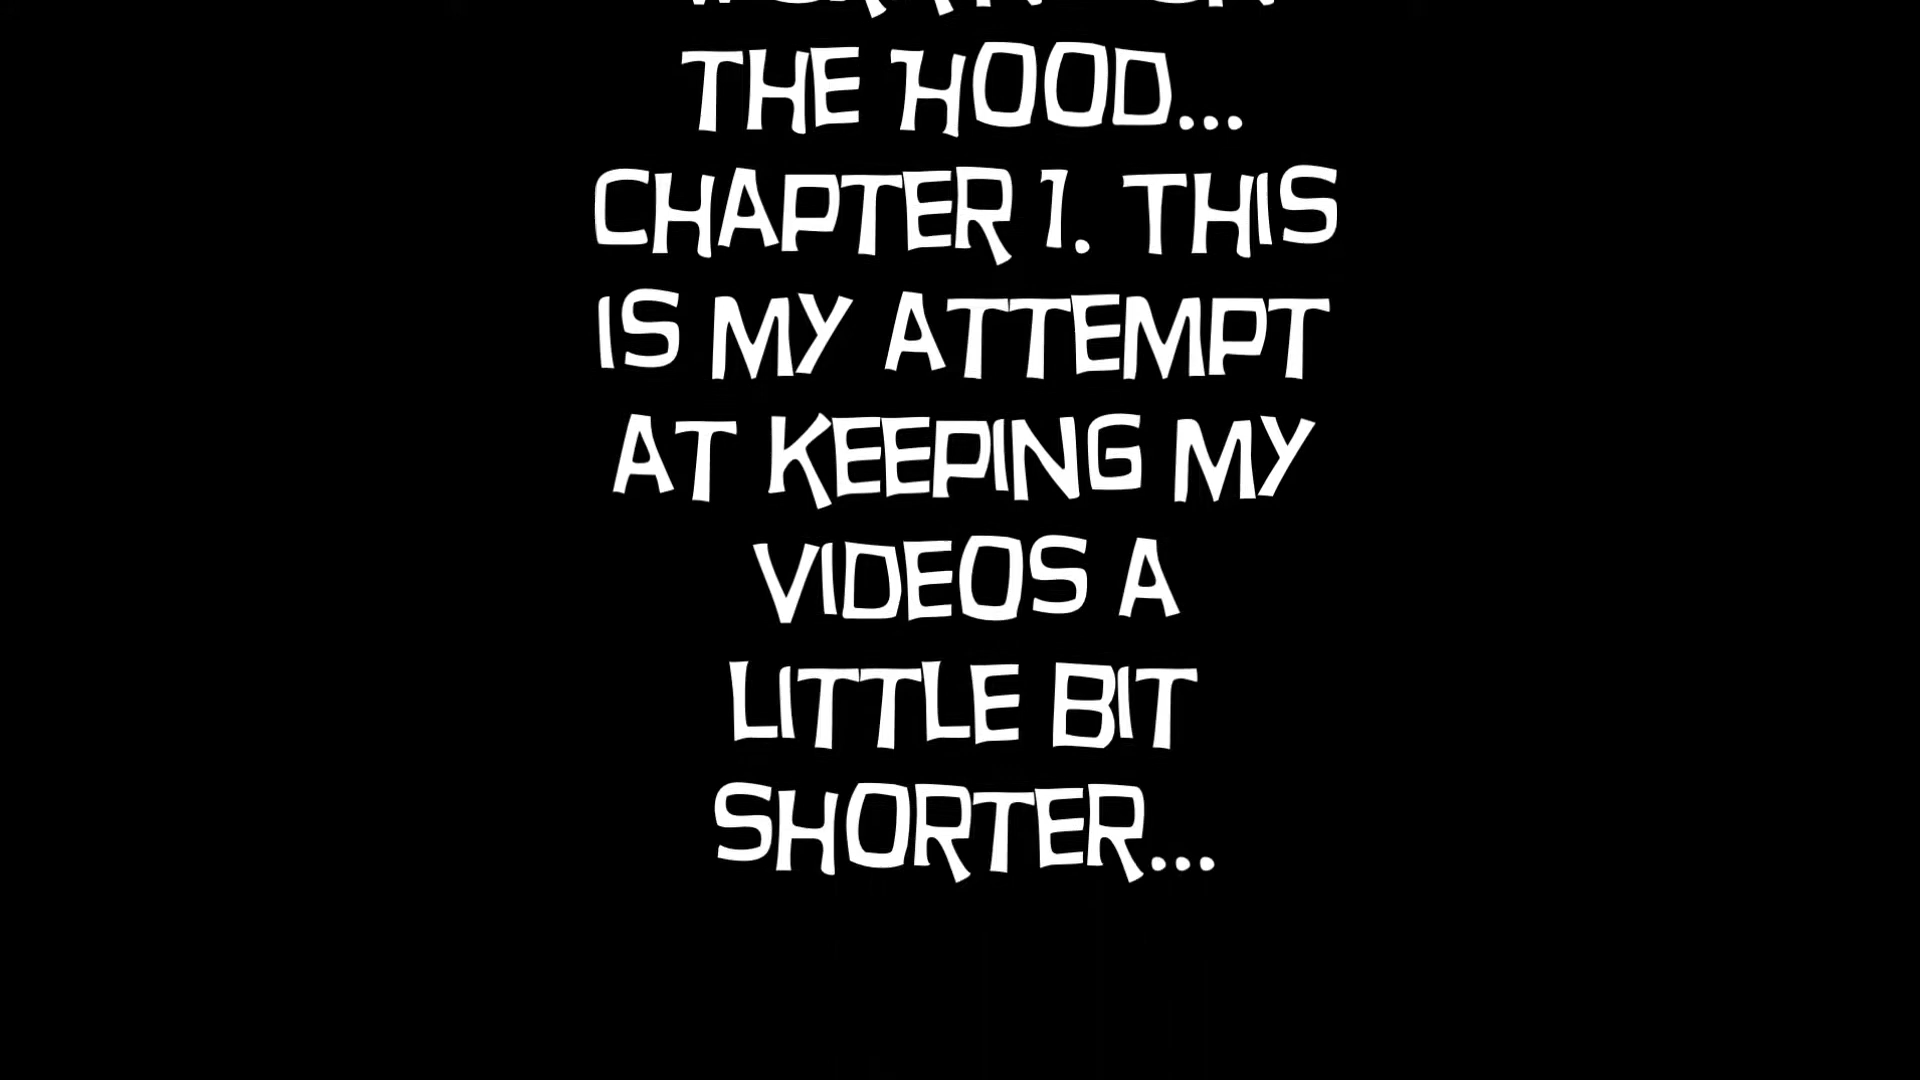 THE HOOD...
CHAPTER 1. THIS
IS MY ATTEMPT
AT KEEPING MY
VIDEOS A
LITTLE BIT
SHORTER...